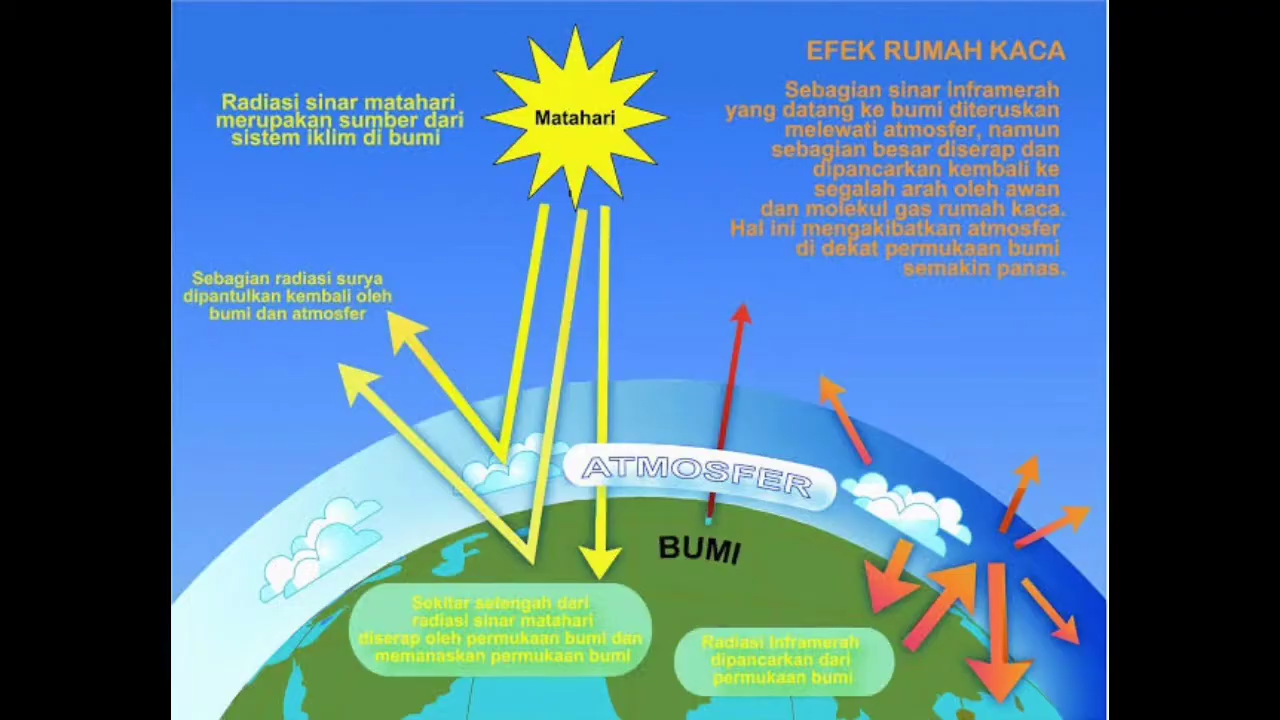 EFEK RUMAH KACA
Sebagian sinar inframerah
yang datang ke bumi diteruskan
melewati atmosfer, namun
sebagian besar diserap dan
dipancarkan kembali ke
segalah arah oleh awan
dan molekul gas rumah kaca.
Hal ini mengakibatkan atmosfer
di dekat permukaan bumi
semakin panas.
Radiasi sinar matahari
merupakan sumber dari
sistem iklim di bumi
Matahari
Sebagian radiasi surya
dipantulkan kembali oleh
bumi dan atmosfer
ATMOSFER
BUMI
Sekitar setengah dari
radiasi sinar matahari
diserap oleh permukaan bumi dan
memanaskan permukaan bumi
Radiasi Inframerah
dipancarkan dari
permukaan bumi